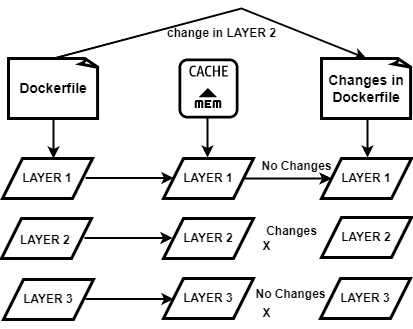 change in LAYER 2
Dockerfile
CACHE
MEM
Changes in
Dockerfile
No Changes
LAYER 1
LAYER 1
LAYER 1
Changes
X
LAYER 2
LAYER 2
LAYER 2
No Changes
X
LAYER 3
LAYER 3
LAYER 3